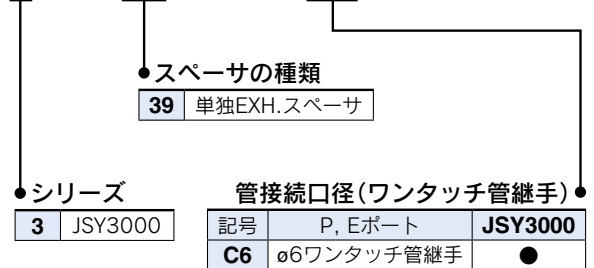 スペーサの種類
39 単独EXH.スペーサ
シリーズ
3 JSY3000
管接続口径(ワンタッチ管継手)
記号 P, Eポート JSY3000
C6 ø6ワンタッチ管継手 ●